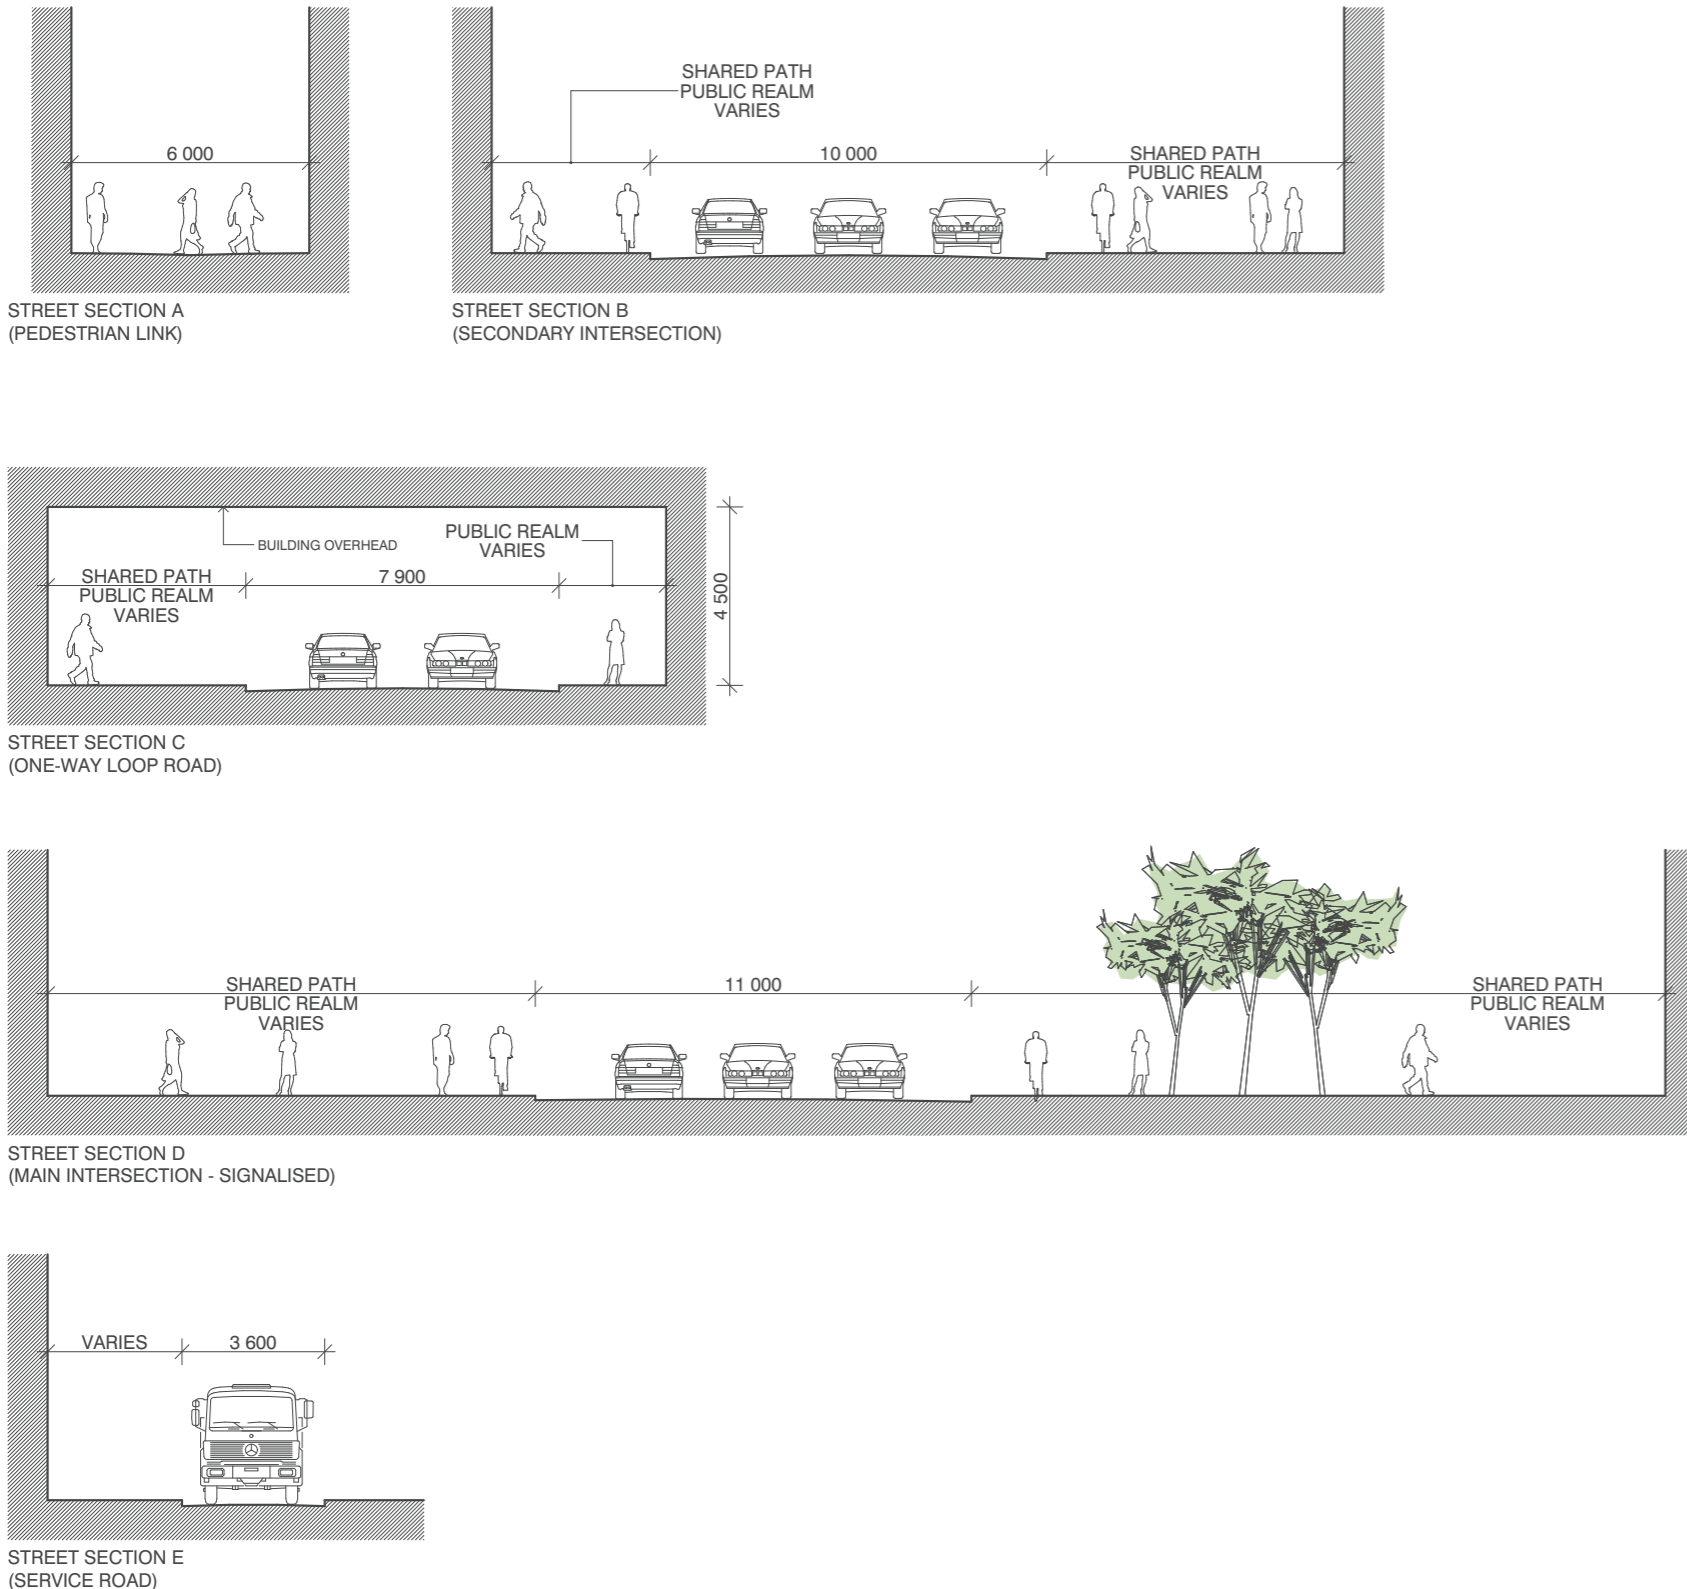 6 000
STREET SECTION A
(PEDESTRIAN LINK)
SHARED PATH
PUBLIC REALM
VARIES
10 000
SHARED PATH
PUBLIC REALM
VARIES
STREET SECTION B
(SECONDARY INTERSECTION)
BUILDING OVERHEAD
PUBLIC REALM
VARIES
SHARED PATH
PUBLIC REALM
VARIES
7 900
4 500
STREET SECTION C
(ONE-WAY LOOP ROAD)
SHARED PATH
PUBLIC REALM
VARIES
11 000
SHARED PATH
PUBLIC REALM
VARIES
STREET SECTION D
(MAIN INTERSECTION - SIGNALISED)
VARIES
3 600
STREET SECTION E
(SERVICE ROAD)